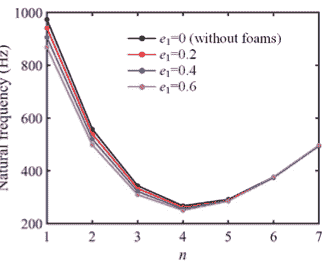 1000
800
600
400
200
Natural frequency (Hz)
e₁=0 (without foams)
e₁=0.2
e₁=0.4
e₁=0.6
1 2 3 4 5 6 7
n